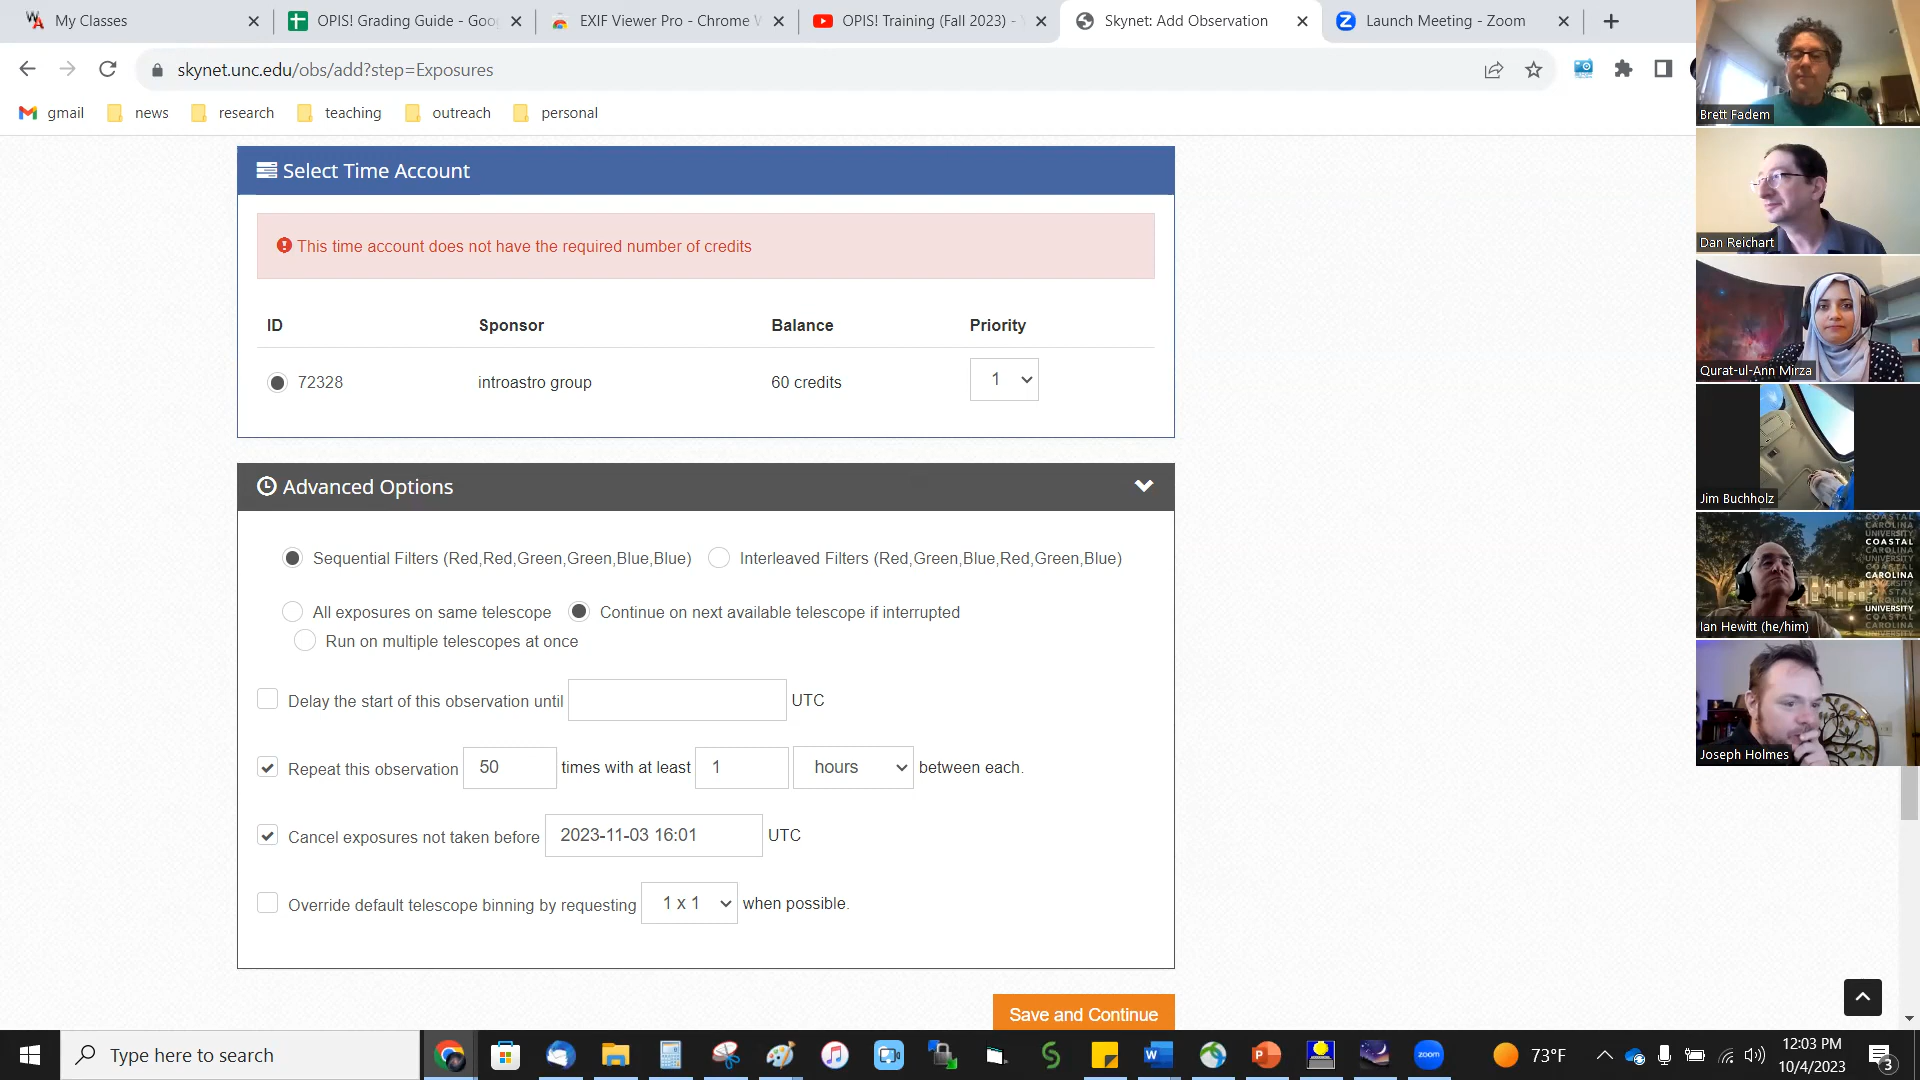 My Classes
OPIS! Grading Guide - Goo
EXIF Viewer Pro - Chrome W
OPIS! Training (Fall 2023) -
Skynet: Add Observation
Launch Meeting - Zoom
skynet.unc.edu/obs/add?step=Exposures
gmail
news
research
teaching
outreach
personal
Select Time Account
This time account does not have the required number of credits
ID Sponsor Balance Priority
72328 introastro group 60 credits 1
Advanced Options
Sequential Filters (Red,Red,Green,Green,Blue,Blue) Interleaved Filters (Red,Green,Blue,Red,Green,Blue)
All exposures on same telescope Continue on next available telescope if interrupted
Run on multiple telescopes at once
Delay the start of this observation until UTC
Repeat this observation 50 times with at least 1 hours between each.
Cancel exposures not taken before 2023-11-03 16:01 UTC
Override default telescope binning by requesting 1 x 1 when possible.
Save and Continue
Brett Fadem
Dan Reichart
Qurat-ul-Ann Mirza
Jim Buchholz
COASTAL
CAROLINA
UNIVERSITY
Ian Hewitt (he/him)
Joseph Holmes
Type here to search
zoom
73°F
12:03 PM
10/4/2023
3